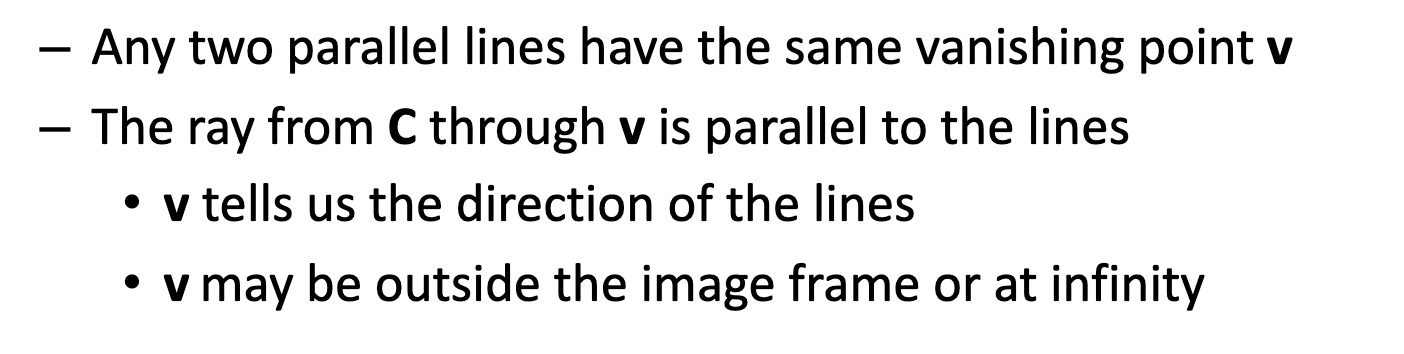 – Any two parallel lines have the same vanishing point v
– The ray from C through v is parallel to the lines
• v tells us the direction of the lines
• v may be outside the image frame or at infinity